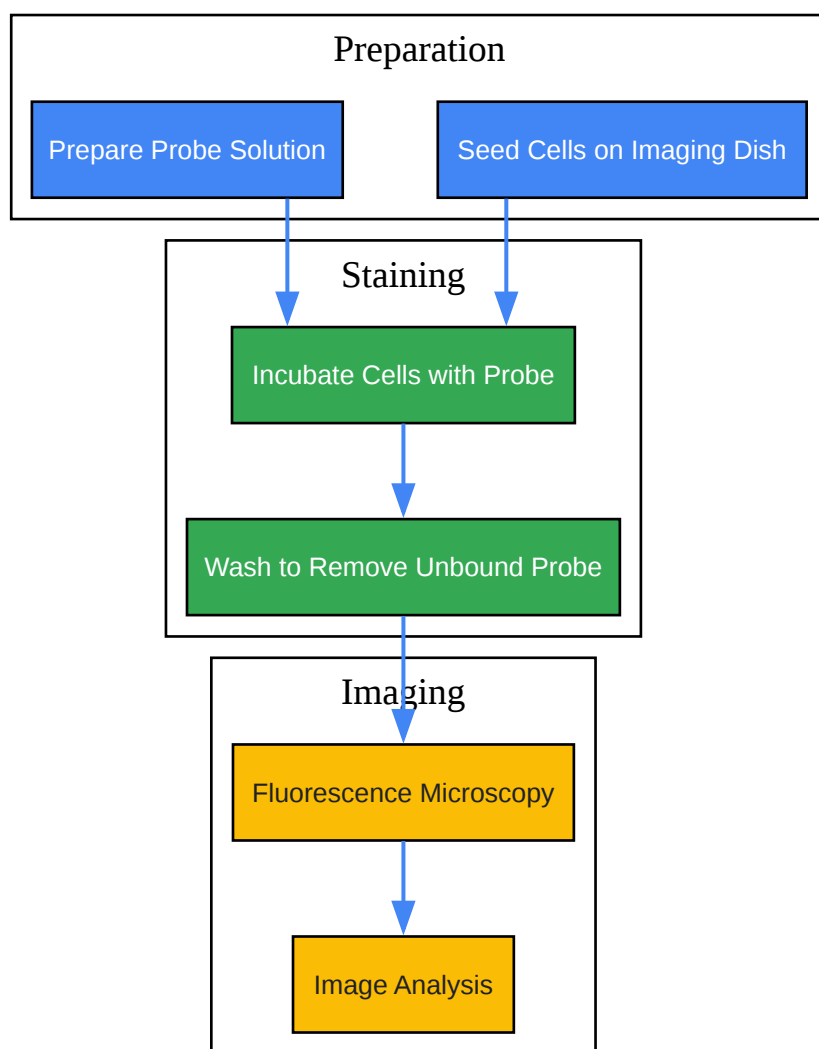 Preparation
Prepare Probe Solution
Seed Cells on Imaging Dish
Staining
Incubate Cells with Probe
Wash to Remove Unbound Probe
Imaging
Fluorescence Microscopy
Image Analysis